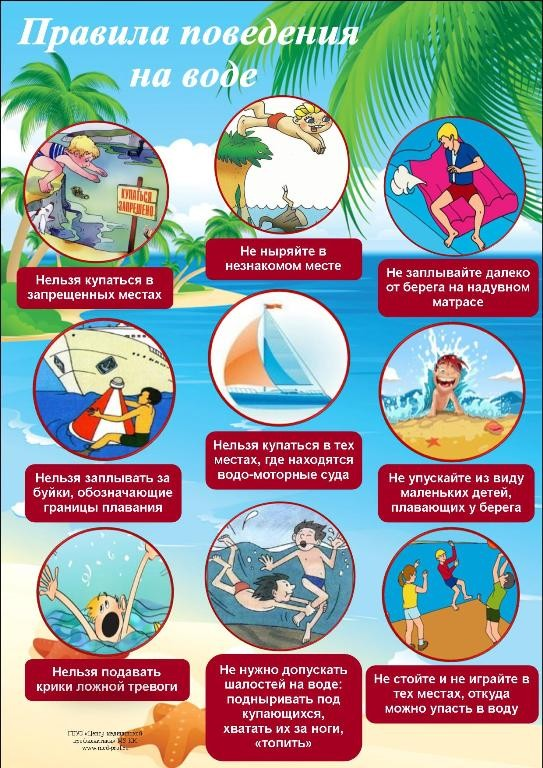 Правила поведения
на воде
КУПАТЬСЯ
ЗАПРЕЩЕНО
Нельзя купаться в
запрещенных местах
Не ныряйте в
незнакомом месте
Не заплывайте далеко
от берега на надувном
матрасе
Нельзя заплывать за
буйки, обозначающие
границы плавания
Нельзя купаться в тех
местах, где находятся
водо-моторные суда
Не упускайте из виду
маленьких детей,
плавающих у берега
Нельзя подавать
крики ложной тревоги
Не нужно допускать
шалостей на воде:
подныривать под
купающихся,
хватать их за ноги,
«топить»
Не стойте и не играйте в
тех местах, откуда
можно упасть в воду
«Центр медицинской